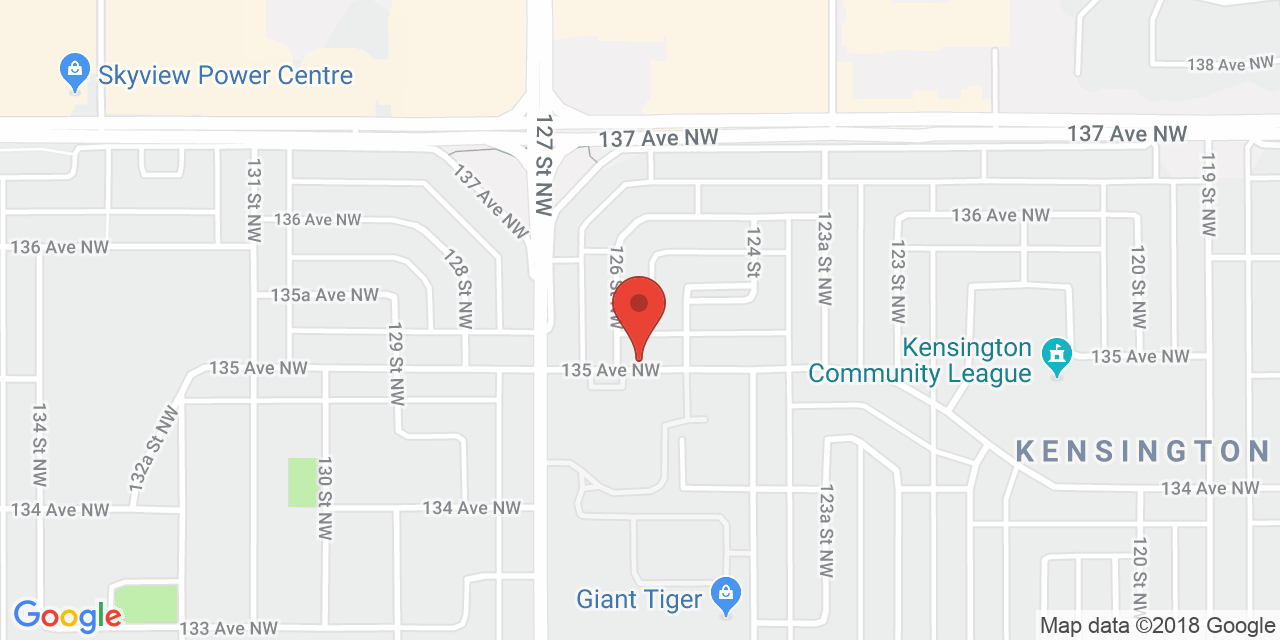 138 Ave NW
Skyview Power Centre
137 Ave NW
137 Ave NW
127 St NW
137 Ave NW
131 St NW
119 St NW
136 Ave NW
136 Ave NW
136 Ave NW
128 St NW
126 St NW
124 St
123a St NW
123 St NW
120 St NW
135a Ave NW
129 St NW
Kensington
Community League
135 Ave NW
135 Ave NW
135 Ave NW
134 St NW
132a St NW
130 St NW
KENSINGTON
134 Ave NW
134 Ave NW
134 Ave NW
123a St NW
120 St NW
Giant Tiger
Google
133 Ave NW
Map data ©2018 Google